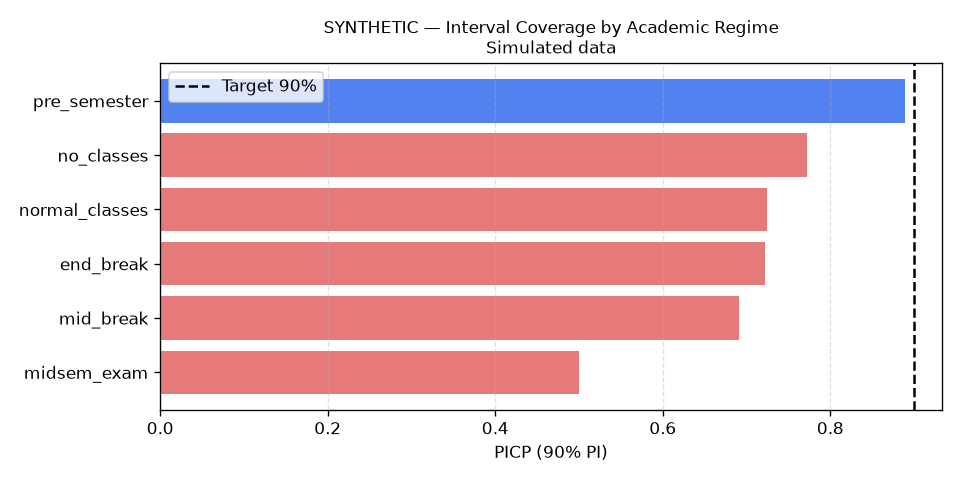 SYNTHETIC — Interval Coverage by Academic Regime
Simulated data
Target 90%
pre_semester
no_classes
normal_classes
end_break
mid_break
midsem_exam
0.0 0.2 0.4 0.6 0.8
PICP (90% PI)